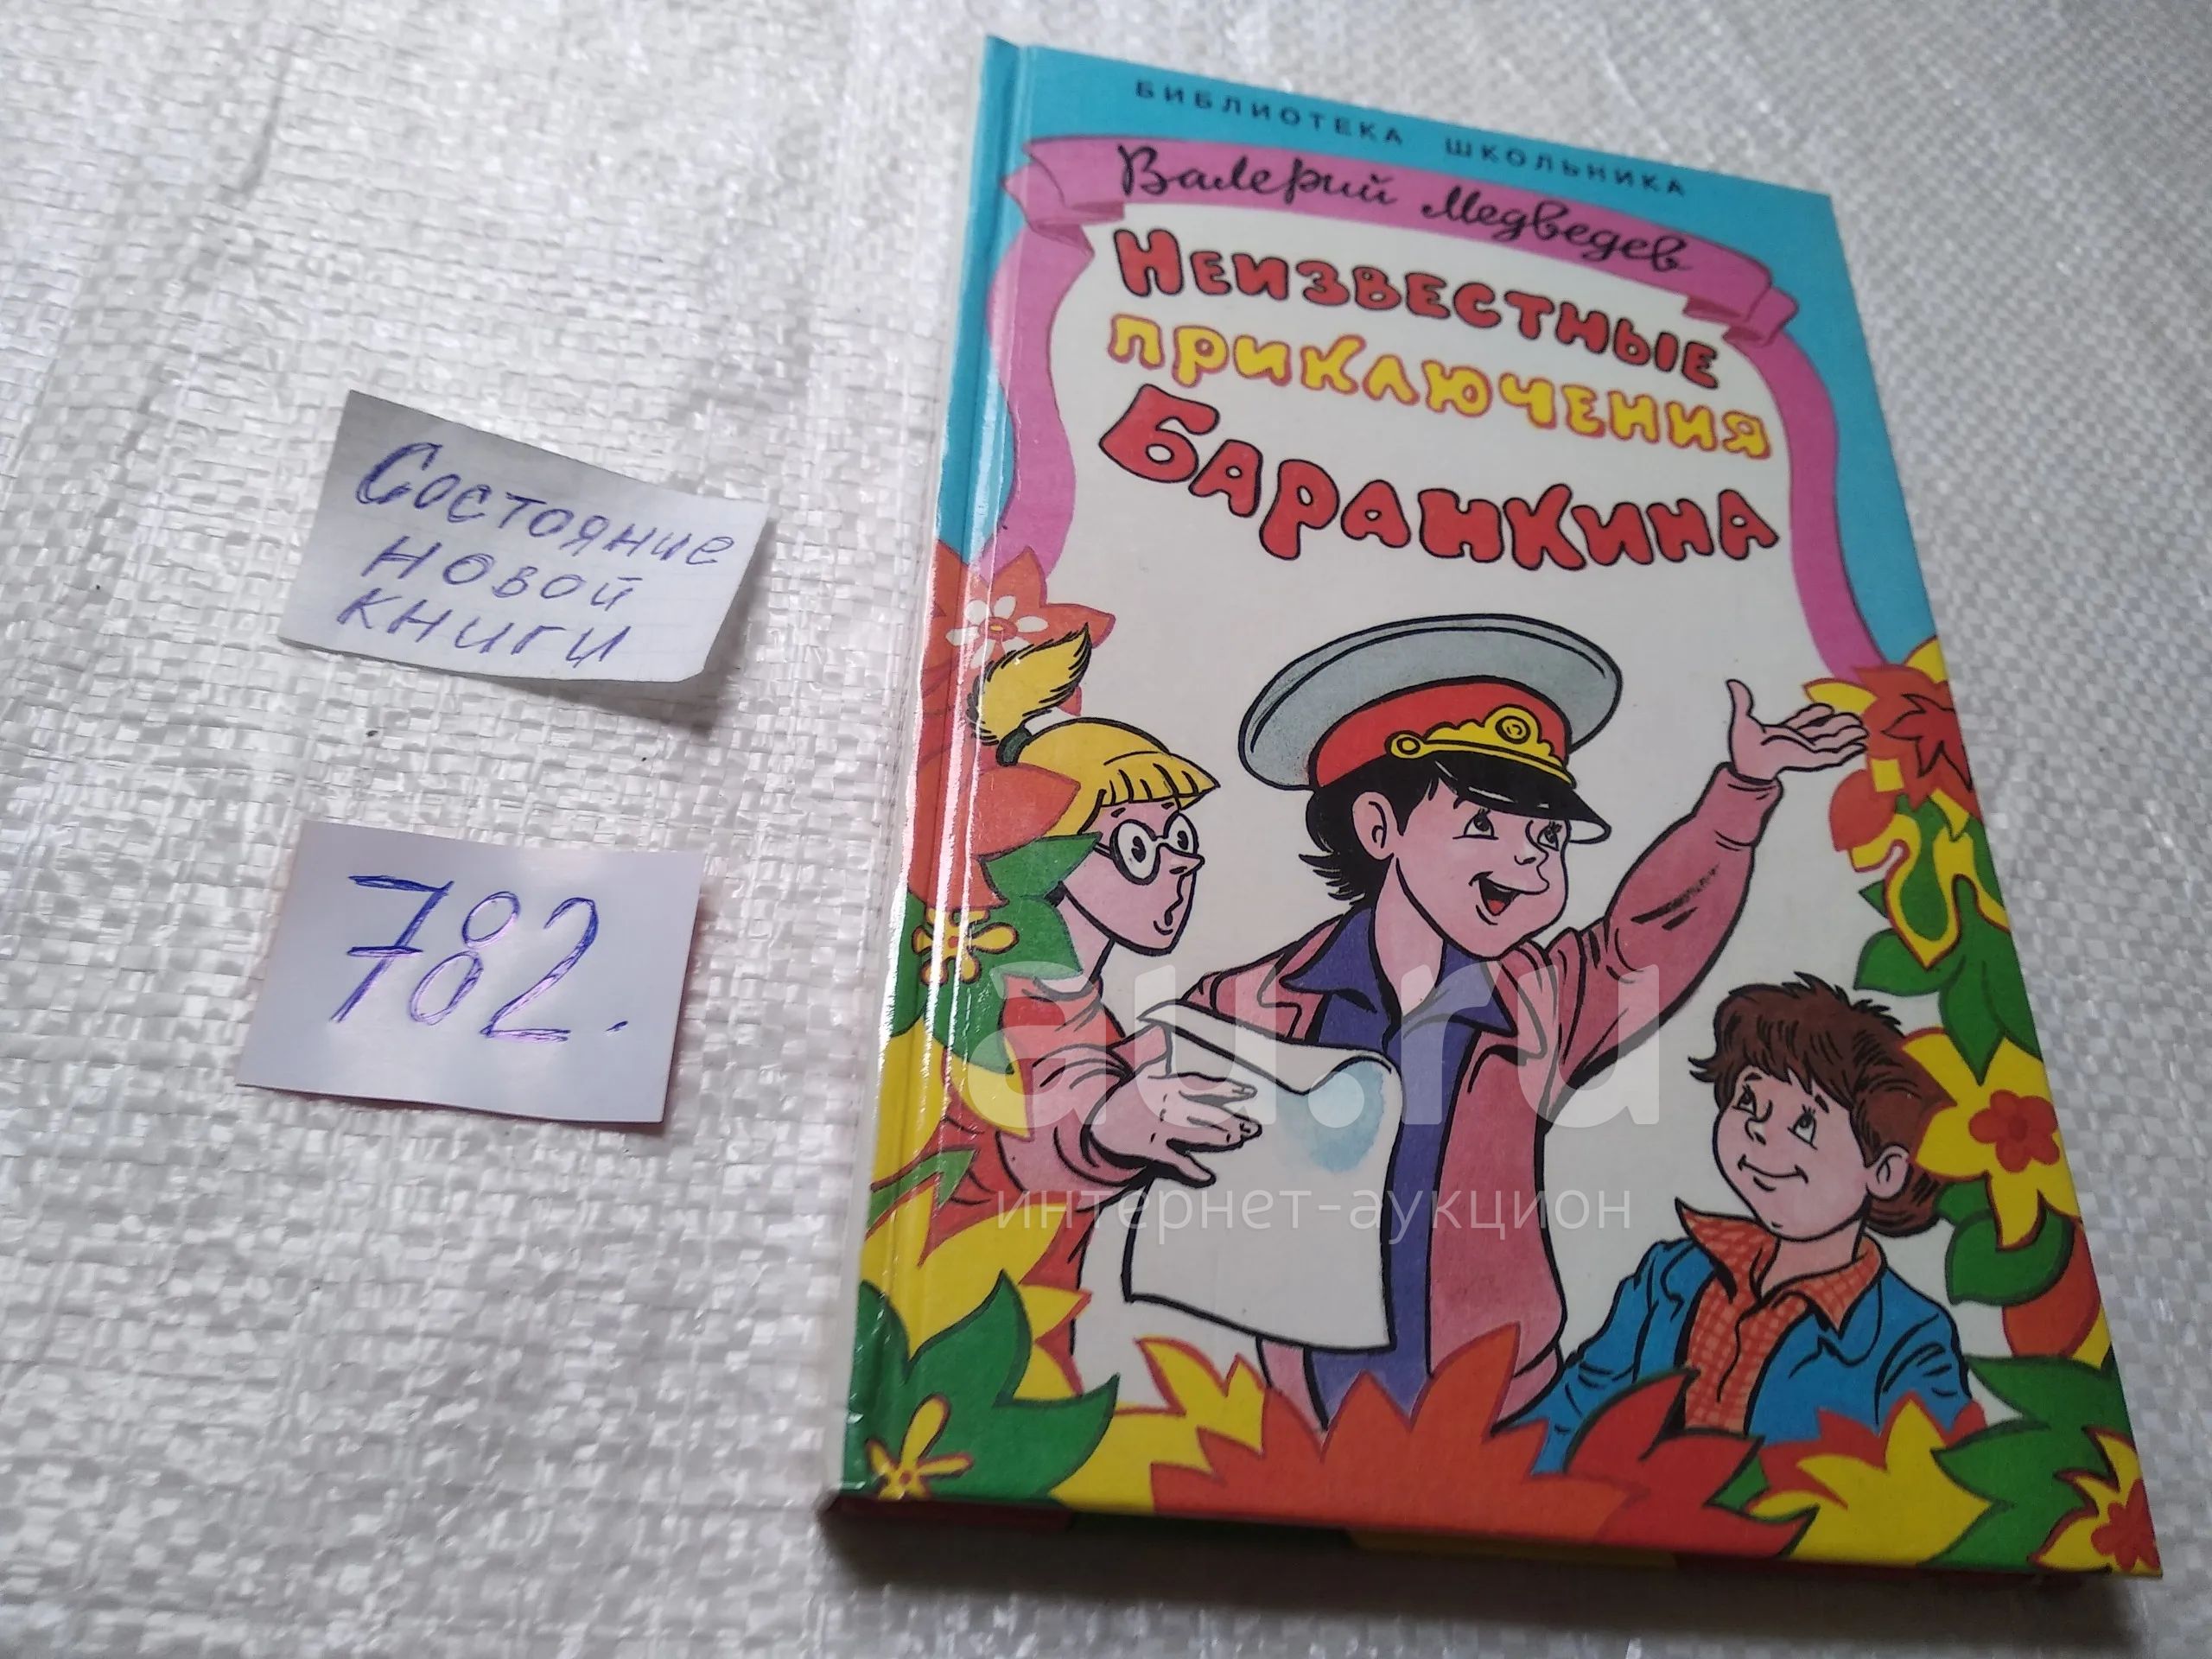 БИБЛИОТЕКА ШКОЛЬНИКА
Валерий Медведев
Неизвестные
приключения
Баранкина
Состояние
новой
книги
782.
au.ru
интернет-аукцион